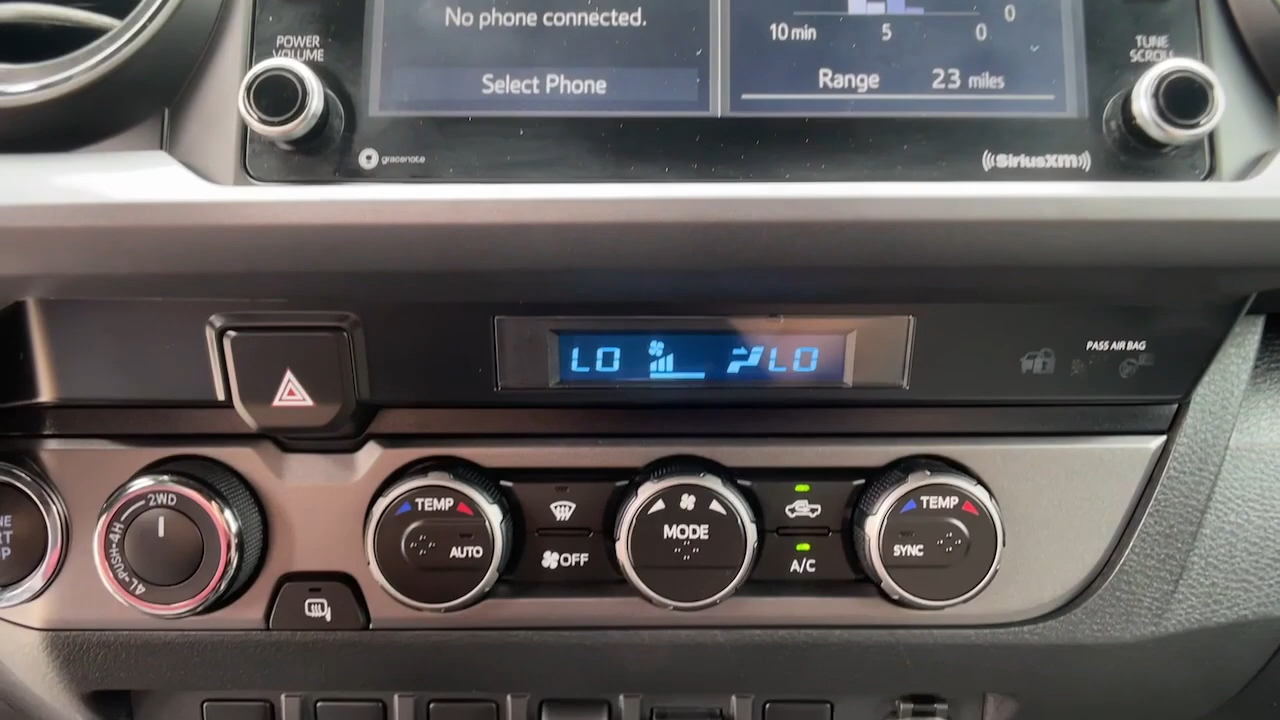 No phone connected.
Select Phone
0
10 min 5 0
Range 23 miles
POWER
VOLUME
TUNE
SCROLL
gracenote
SiriusXM
LO LO
PASS AIR BAG
2WD
PUSH-4H
4L
TEMP
AUTO
OFF
MODE
A/C
TEMP
SYNC